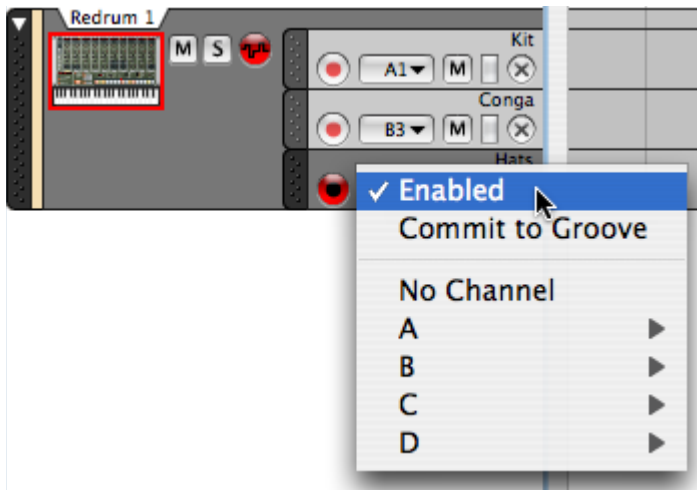 Redrum 1
M S
Kit
A1 M
Conga
B3 M
Hats
Enabled
Commit to Groove
No Channel
A
B
C
D